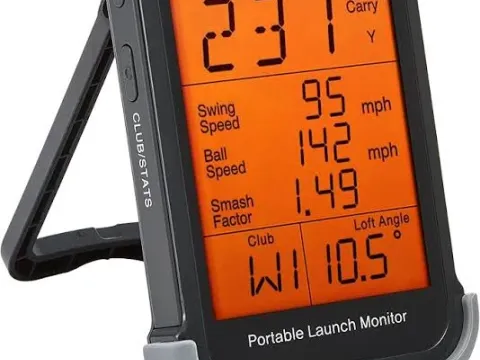 Carry
231 Y
Swing Speed 95 mph
Ball Speed 142 mph
Smash Factor 1.49
Club Loft Angle
W1 10.5°
CLUB/STATS
Portable Launch Monitor